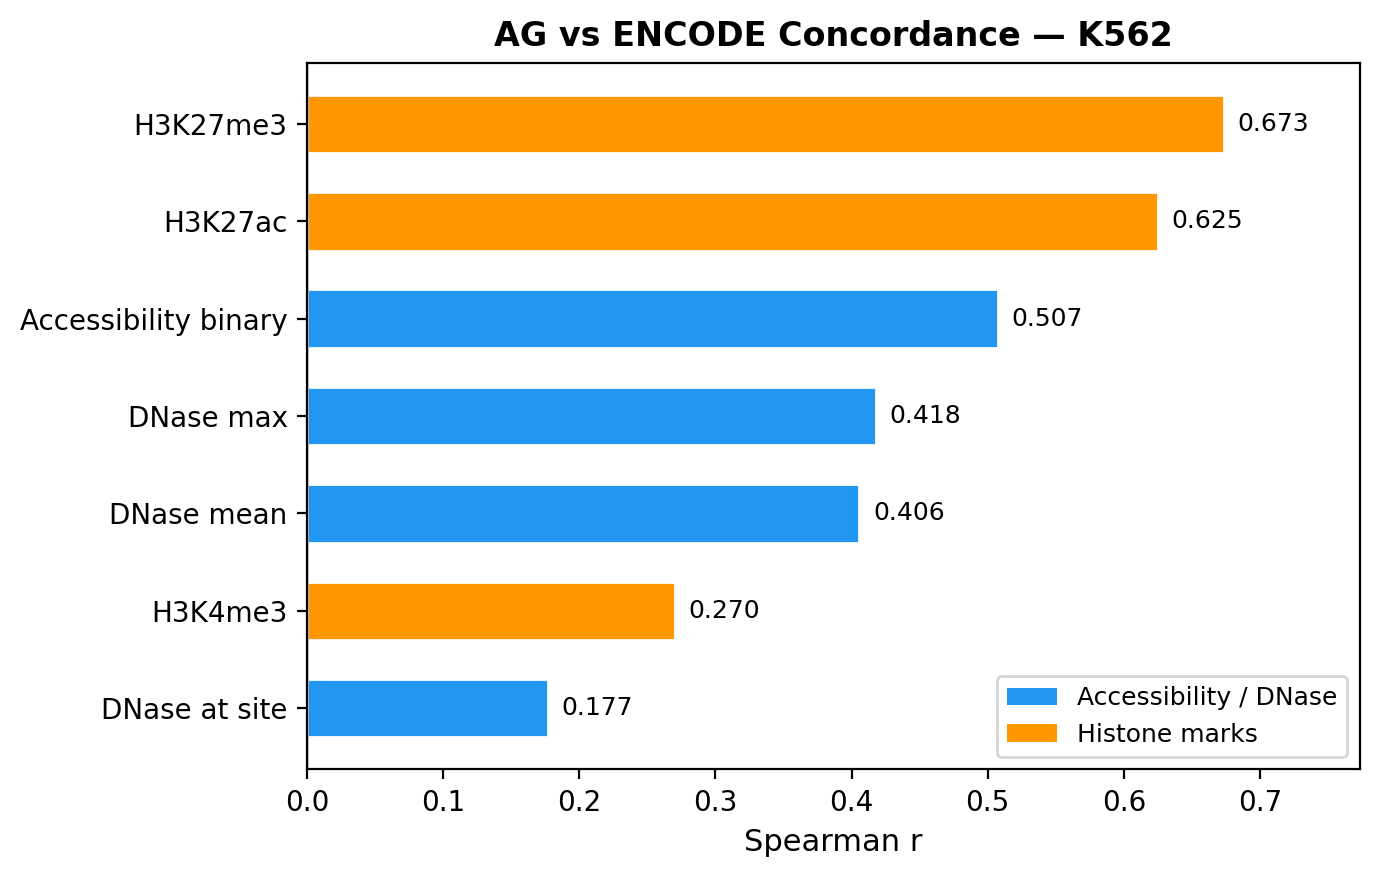 AG vs ENCODE Concordance — K562
H3K27me3
0.673
H3K27ac
0.625
Accessibility binary
0.507
DNase max
0.418
DNase mean
0.406
H3K4me3
0.270
DNase at site
0.177
Accessibility / DNase
Histone marks
0.0 0.1 0.2 0.3 0.4 0.5 0.6 0.7
Spearman r